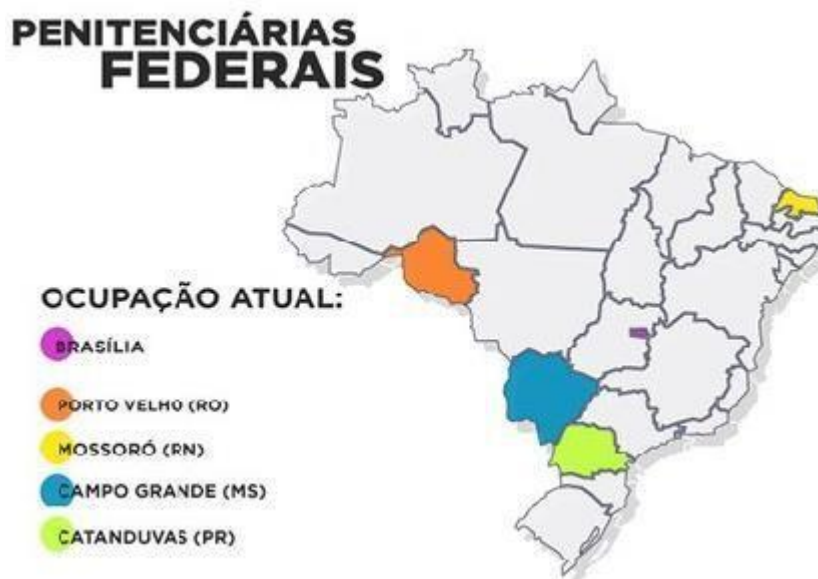 PENITENCIÁRIAS
FEDERAIS
OCUPAÇÃO ATUAL:
BRASÍLIA
PORTO VELHO (RO)
MOSSORÓ (RN)
CAMPO GRANDE (MS)
CATANDUVAS (PR)